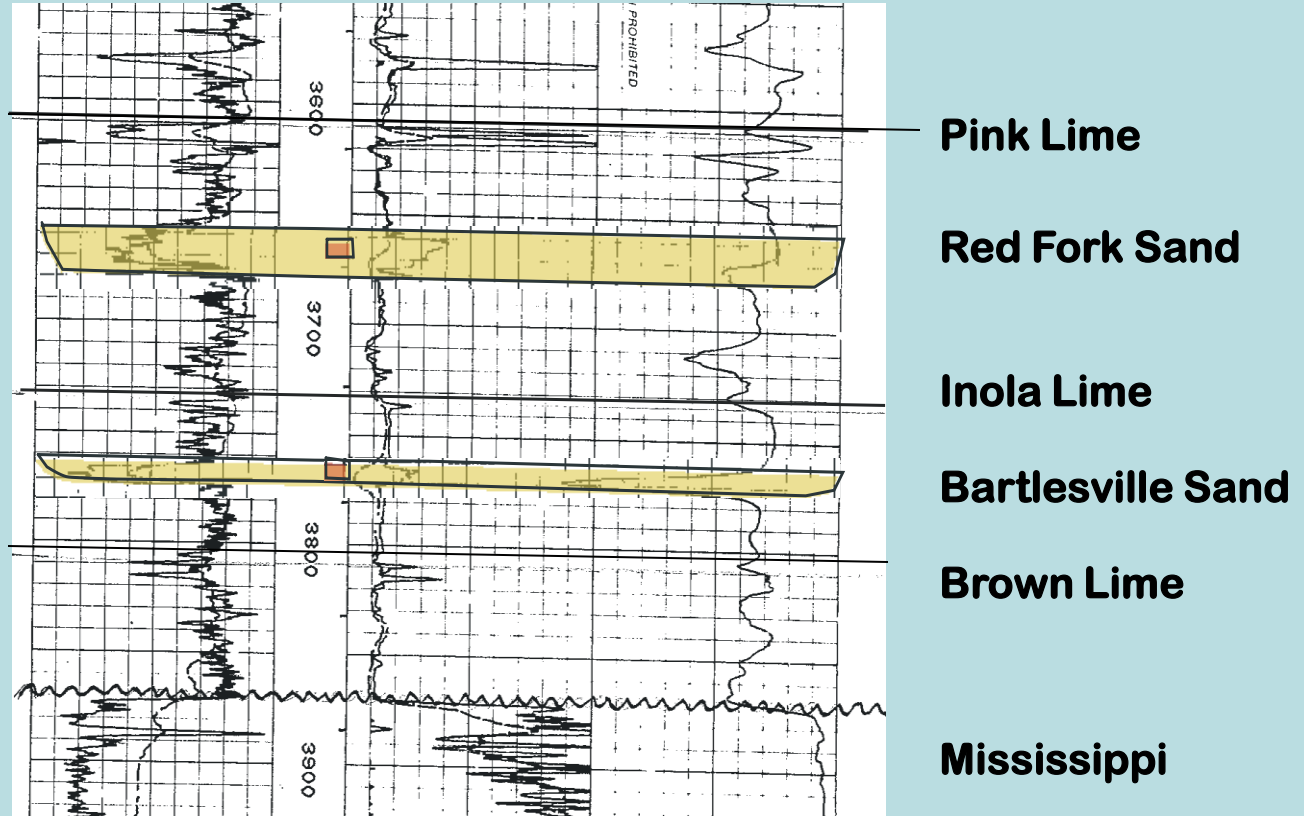 PROHIBITED
3600
Pink Lime
Red Fork Sand
3700
Inola Lime
Bartlesville Sand
3800
Brown Lime
3900
Mississippi